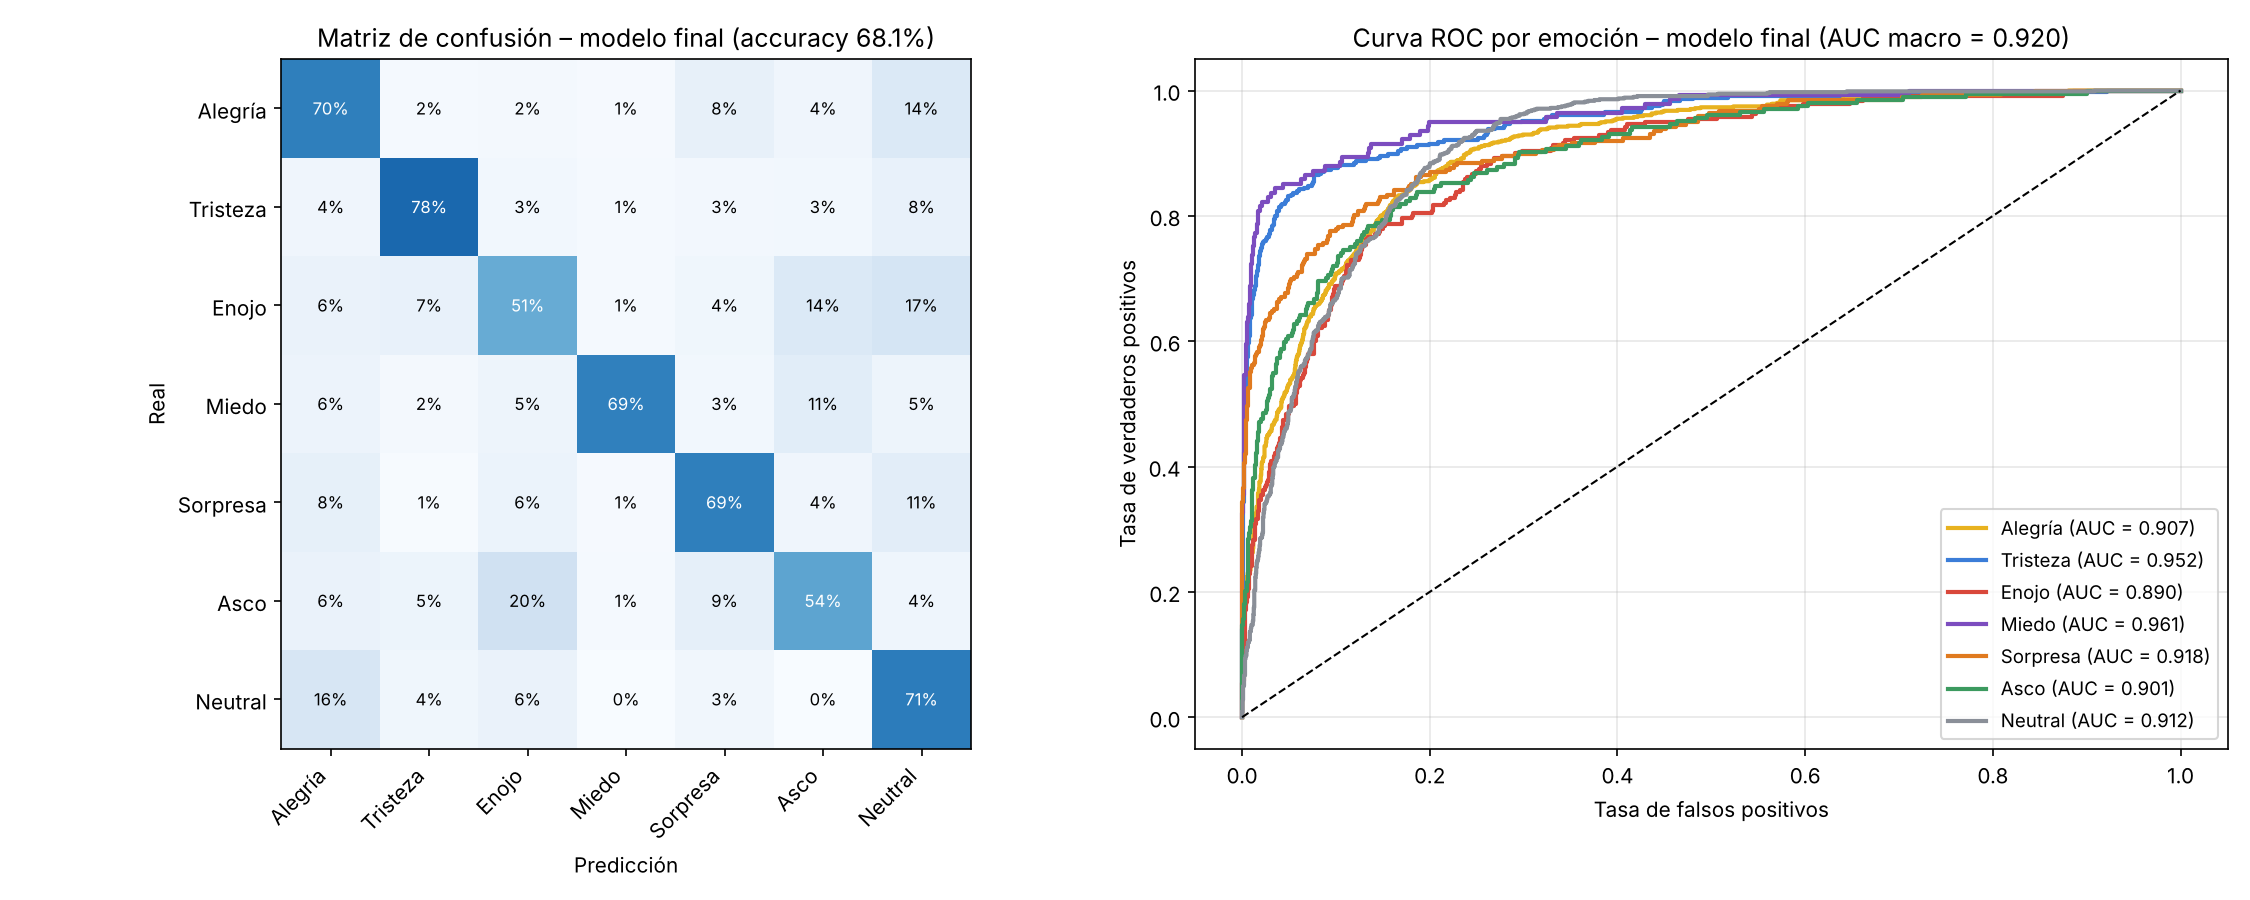 Matriz de confusión – modelo final (accuracy 68.1%)
Real
Alegría 70% 2% 2% 1% 8% 4% 14%
Tristeza 4% 78% 3% 1% 3% 3% 8%
Enojo 6% 7% 51% 1% 4% 14% 17%
Miedo 6% 2% 5% 69% 3% 11% 5%
Sorpresa 8% 1% 6% 1% 69% 4% 11%
Asco 6% 5% 20% 1% 9% 54% 4%
Neutral 16% 4% 6% 0% 3% 0% 71%
Alegría Tristeza Enojo Miedo Sorpresa Asco Neutral
Predicción
Curva ROC por emoción – modelo final (AUC macro = 0.920)
Tasa de verdaderos positivos
1.0
0.8
0.6
0.4
0.2
0.0
Alegría (AUC = 0.907)
Tristeza (AUC = 0.952)
Enojo (AUC = 0.890)
Miedo (AUC = 0.961)
Sorpresa (AUC = 0.918)
Asco (AUC = 0.901)
Neutral (AUC = 0.912)
0.0 0.2 0.4 0.6 0.8 1.0
Tasa de falsos positivos